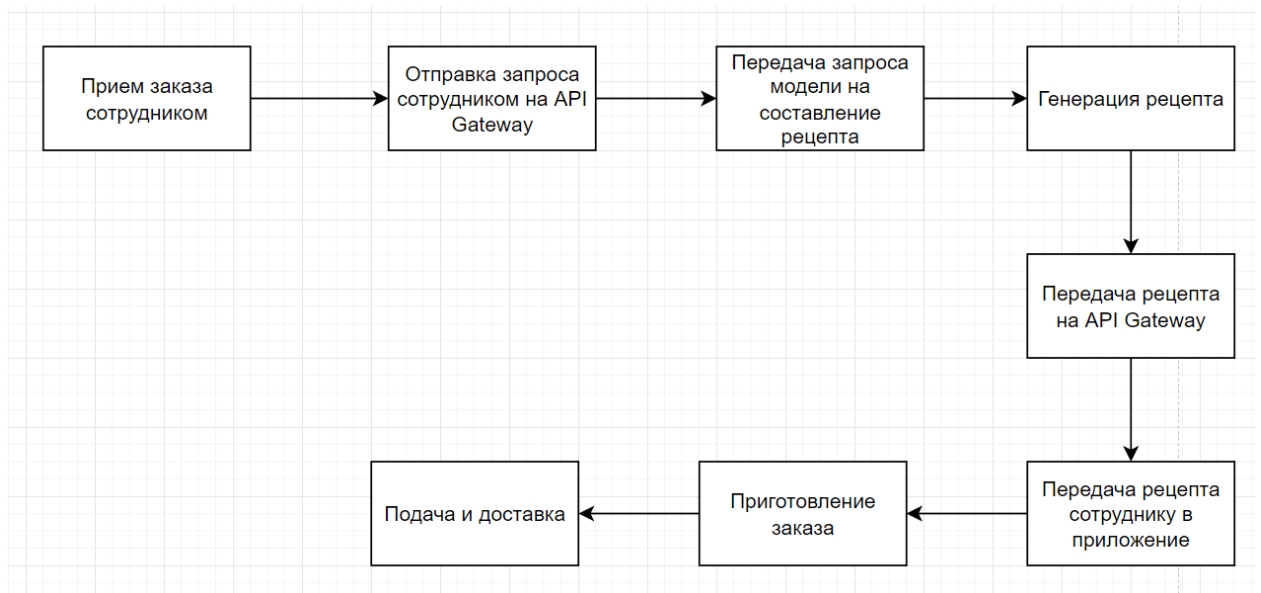 Прием заказа
сотрудником
Отправка запроса
сотрудником на API
Gateway
Передача запроса
модели на
составление
рецепта
Генерация рецепта
Передача рецепта
на API Gateway
Передача рецепта
сотруднику в
приложение
Приготовление
заказа
Подача и доставка